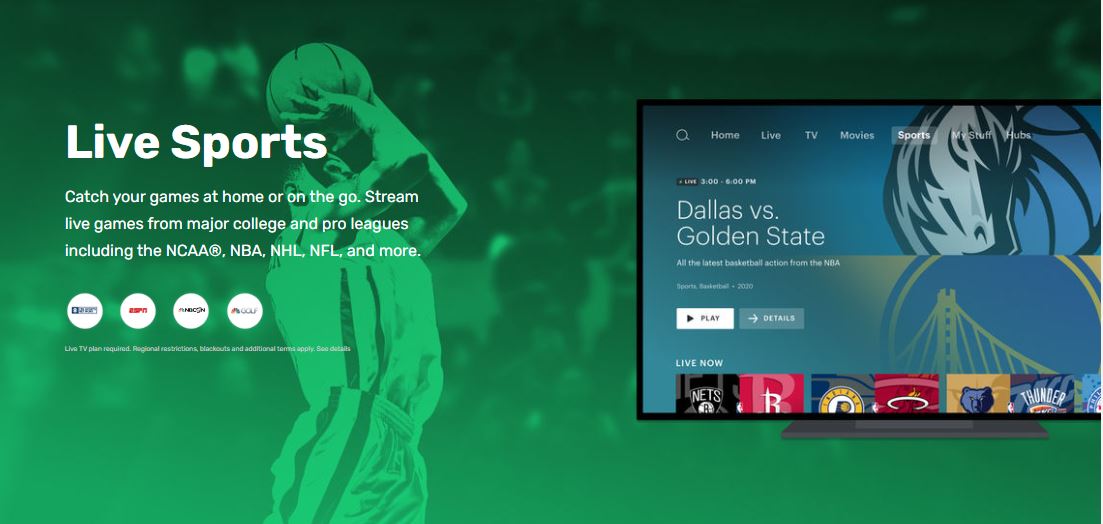 Live Sports
Catch your games at home or on the go. Stream
live games from major college and pro leagues
including the NCAA®, NBA, NHL, NFL, and more.
ESPN
NBCSN
GOLF
Live TV plan required. Regional restrictions, blackouts and additional terms apply. See details
Home Live TV Movies Sports My Stuff Hubs
LIVE 3:00 - 6:00 PM
Dallas vs.
Golden State
All the latest basketball action from the NBA
Sports, Basketball • 2020
PLAY DETAILS
LIVE NOW
NETS
R
THUNDER